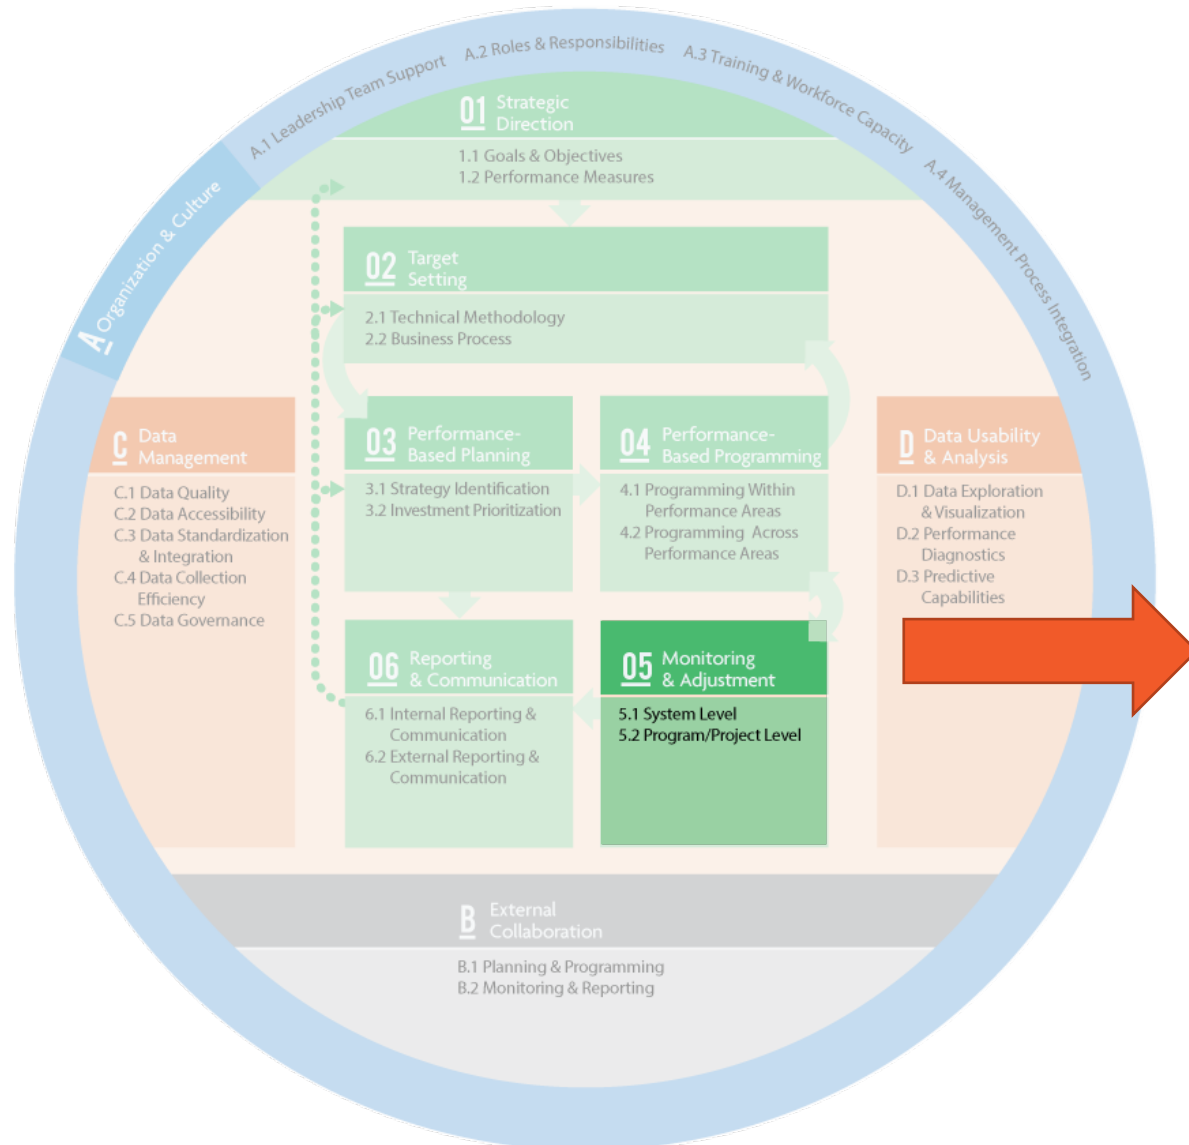 A.1 Leadership Team Support
A.2 Roles & Responsibilities
A.3 Training & Workforce Capacity
A.4 Management Process Integration
A Organization & Culture
01 Strategic
Direction
1.1 Goals & Objectives
1.2 Performance Measures
02 Target
Setting
2.1 Technical Methodology
2.2 Business Process
C Data
Management
C.1 Data Quality
C.2 Data Accessibility
C.3 Data Standardization
& Integration
C.4 Data Collection
Efficiency
C.5 Data Governance
03 Performance-
Based Planning
3.1 Strategy Identification
3.2 Investment Prioritization
04 Performance-
Based Programming
4.1 Programming Within
Performance Areas
4.2 Programming Across
Performance Areas
D Data Usability
& Analysis
D.1 Data Exploration
& Visualization
D.2 Performance
Diagnostics
D.3 Predictive
Capabilities
06 Reporting
& Communication
6.1 Internal Reporting &
Communication
6.2 External Reporting &
Communication
05 Monitoring
& Adjustment
5.1 System Level
5.2 Program/Project Level
B External
Collaboration
B.1 Planning & Programming
B.2 Monitoring & Reporting